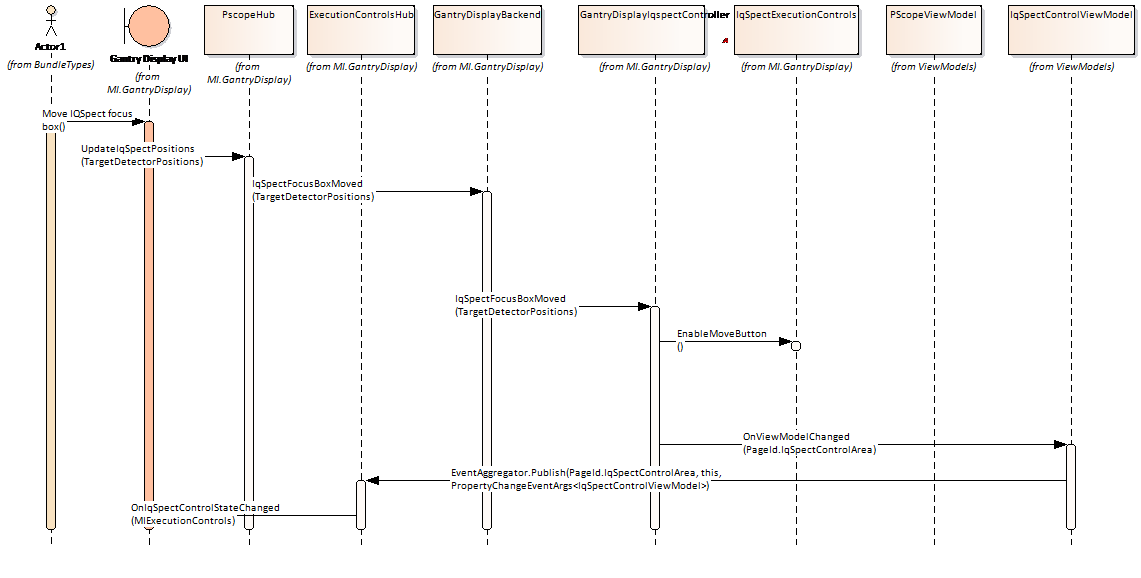 PscopeHub
ExecutionControlsHub
GantryDisplayBackend
GantryDisplayIqspectController
IqSpectExecutionControls
PScopeViewModel
IqSpectControlViewModel
Actor1
Gantry Display UI
(from BundleTypes)
(from
MI.GantryDisplay)
(from
MI.GantryDisplay)
(from MI.GantryDisplay)
(from MI.GantryDisplay)
(from MI.GantryDisplay)
(from MI.GantryDisplay)
(from ViewModels)
(from ViewModels)
Move IQSpect focus
box()
UpdateIqSpectPositions
(TargetDetectorPositions)
IqSpectFocusBoxMoved
(TargetDetectorPositions)
IqSpectFocusBoxMoved
(TargetDetectorPositions)
EnableMoveButton
()
OnViewModelChanged
(PageId.IqSpectControlArea)
EventAggregator.Publish(PageId.IqSpectControlArea, this,
PropertyChangeEventArgs<IqSpectControlViewModel>)
OnIqSpectControlStateChanged
(MIExecutionControls)